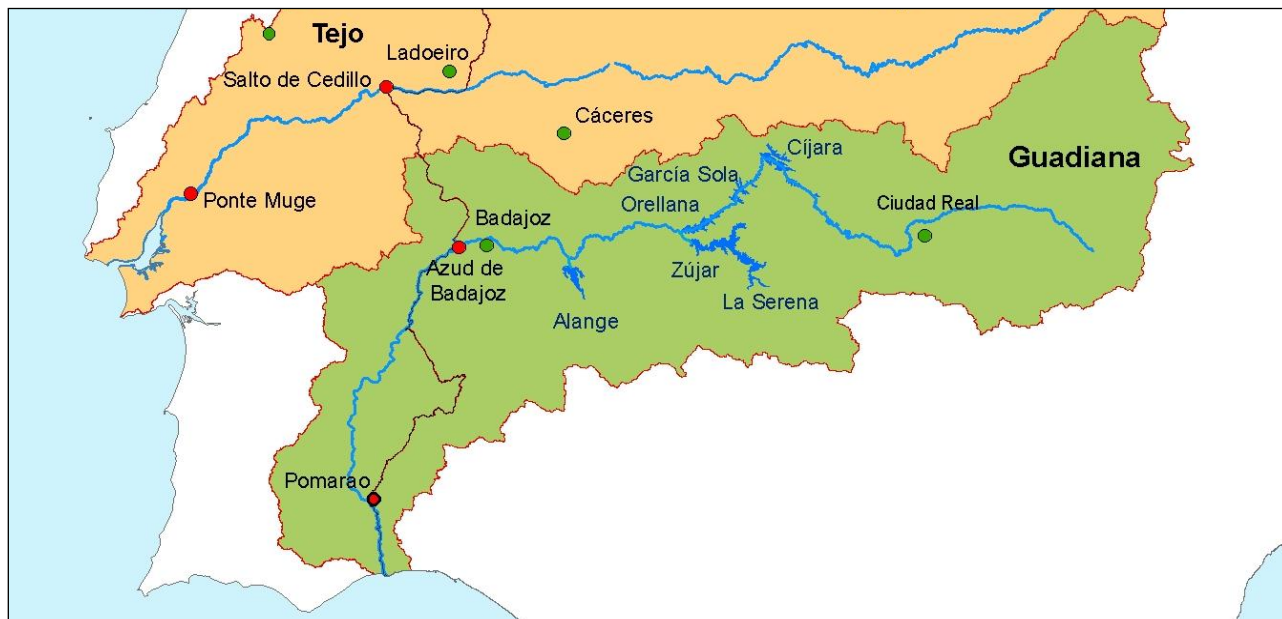 Tejo
Ladoeiro
Salto de Cedillo
Cáceres
Cíjara
Guadiana
García Sola
Ponte Muge
Orellana
Ciudad Real
Badajoz
Azud de
Badajoz
Zújar
La Serena
Alange
Pomarao